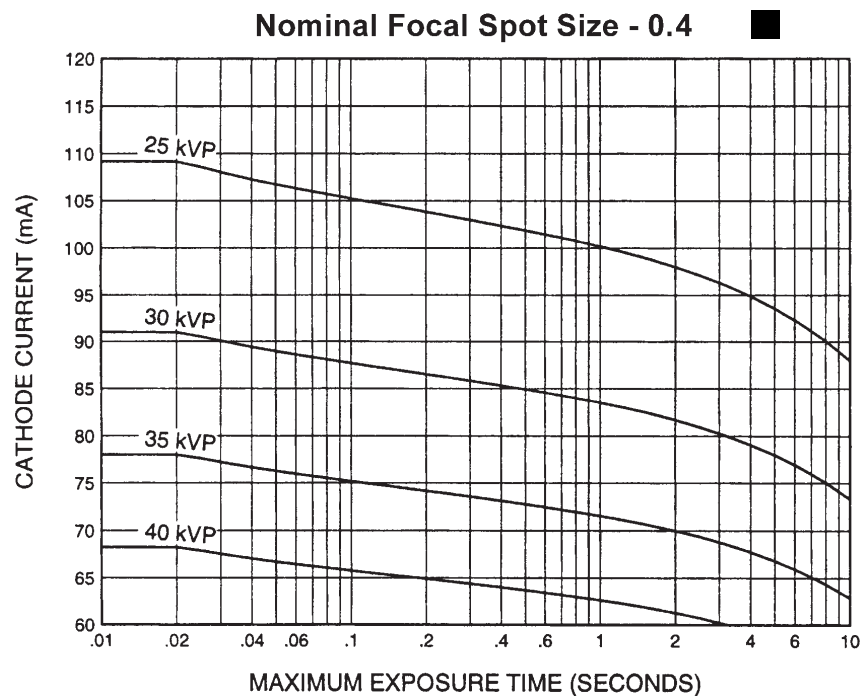 Nominal Focal Spot Size - 0.4
120
115
110
105
100
95
90
85
80
75
70
65
60
CATHODE CURRENT (mA)
25 kVP
30 kVP
35 kVP
40 kVP
.01 .02 .04 .06 .1 .2 .4 .6 1 2 4 6 10
MAXIMUM EXPOSURE TIME (SECONDS)